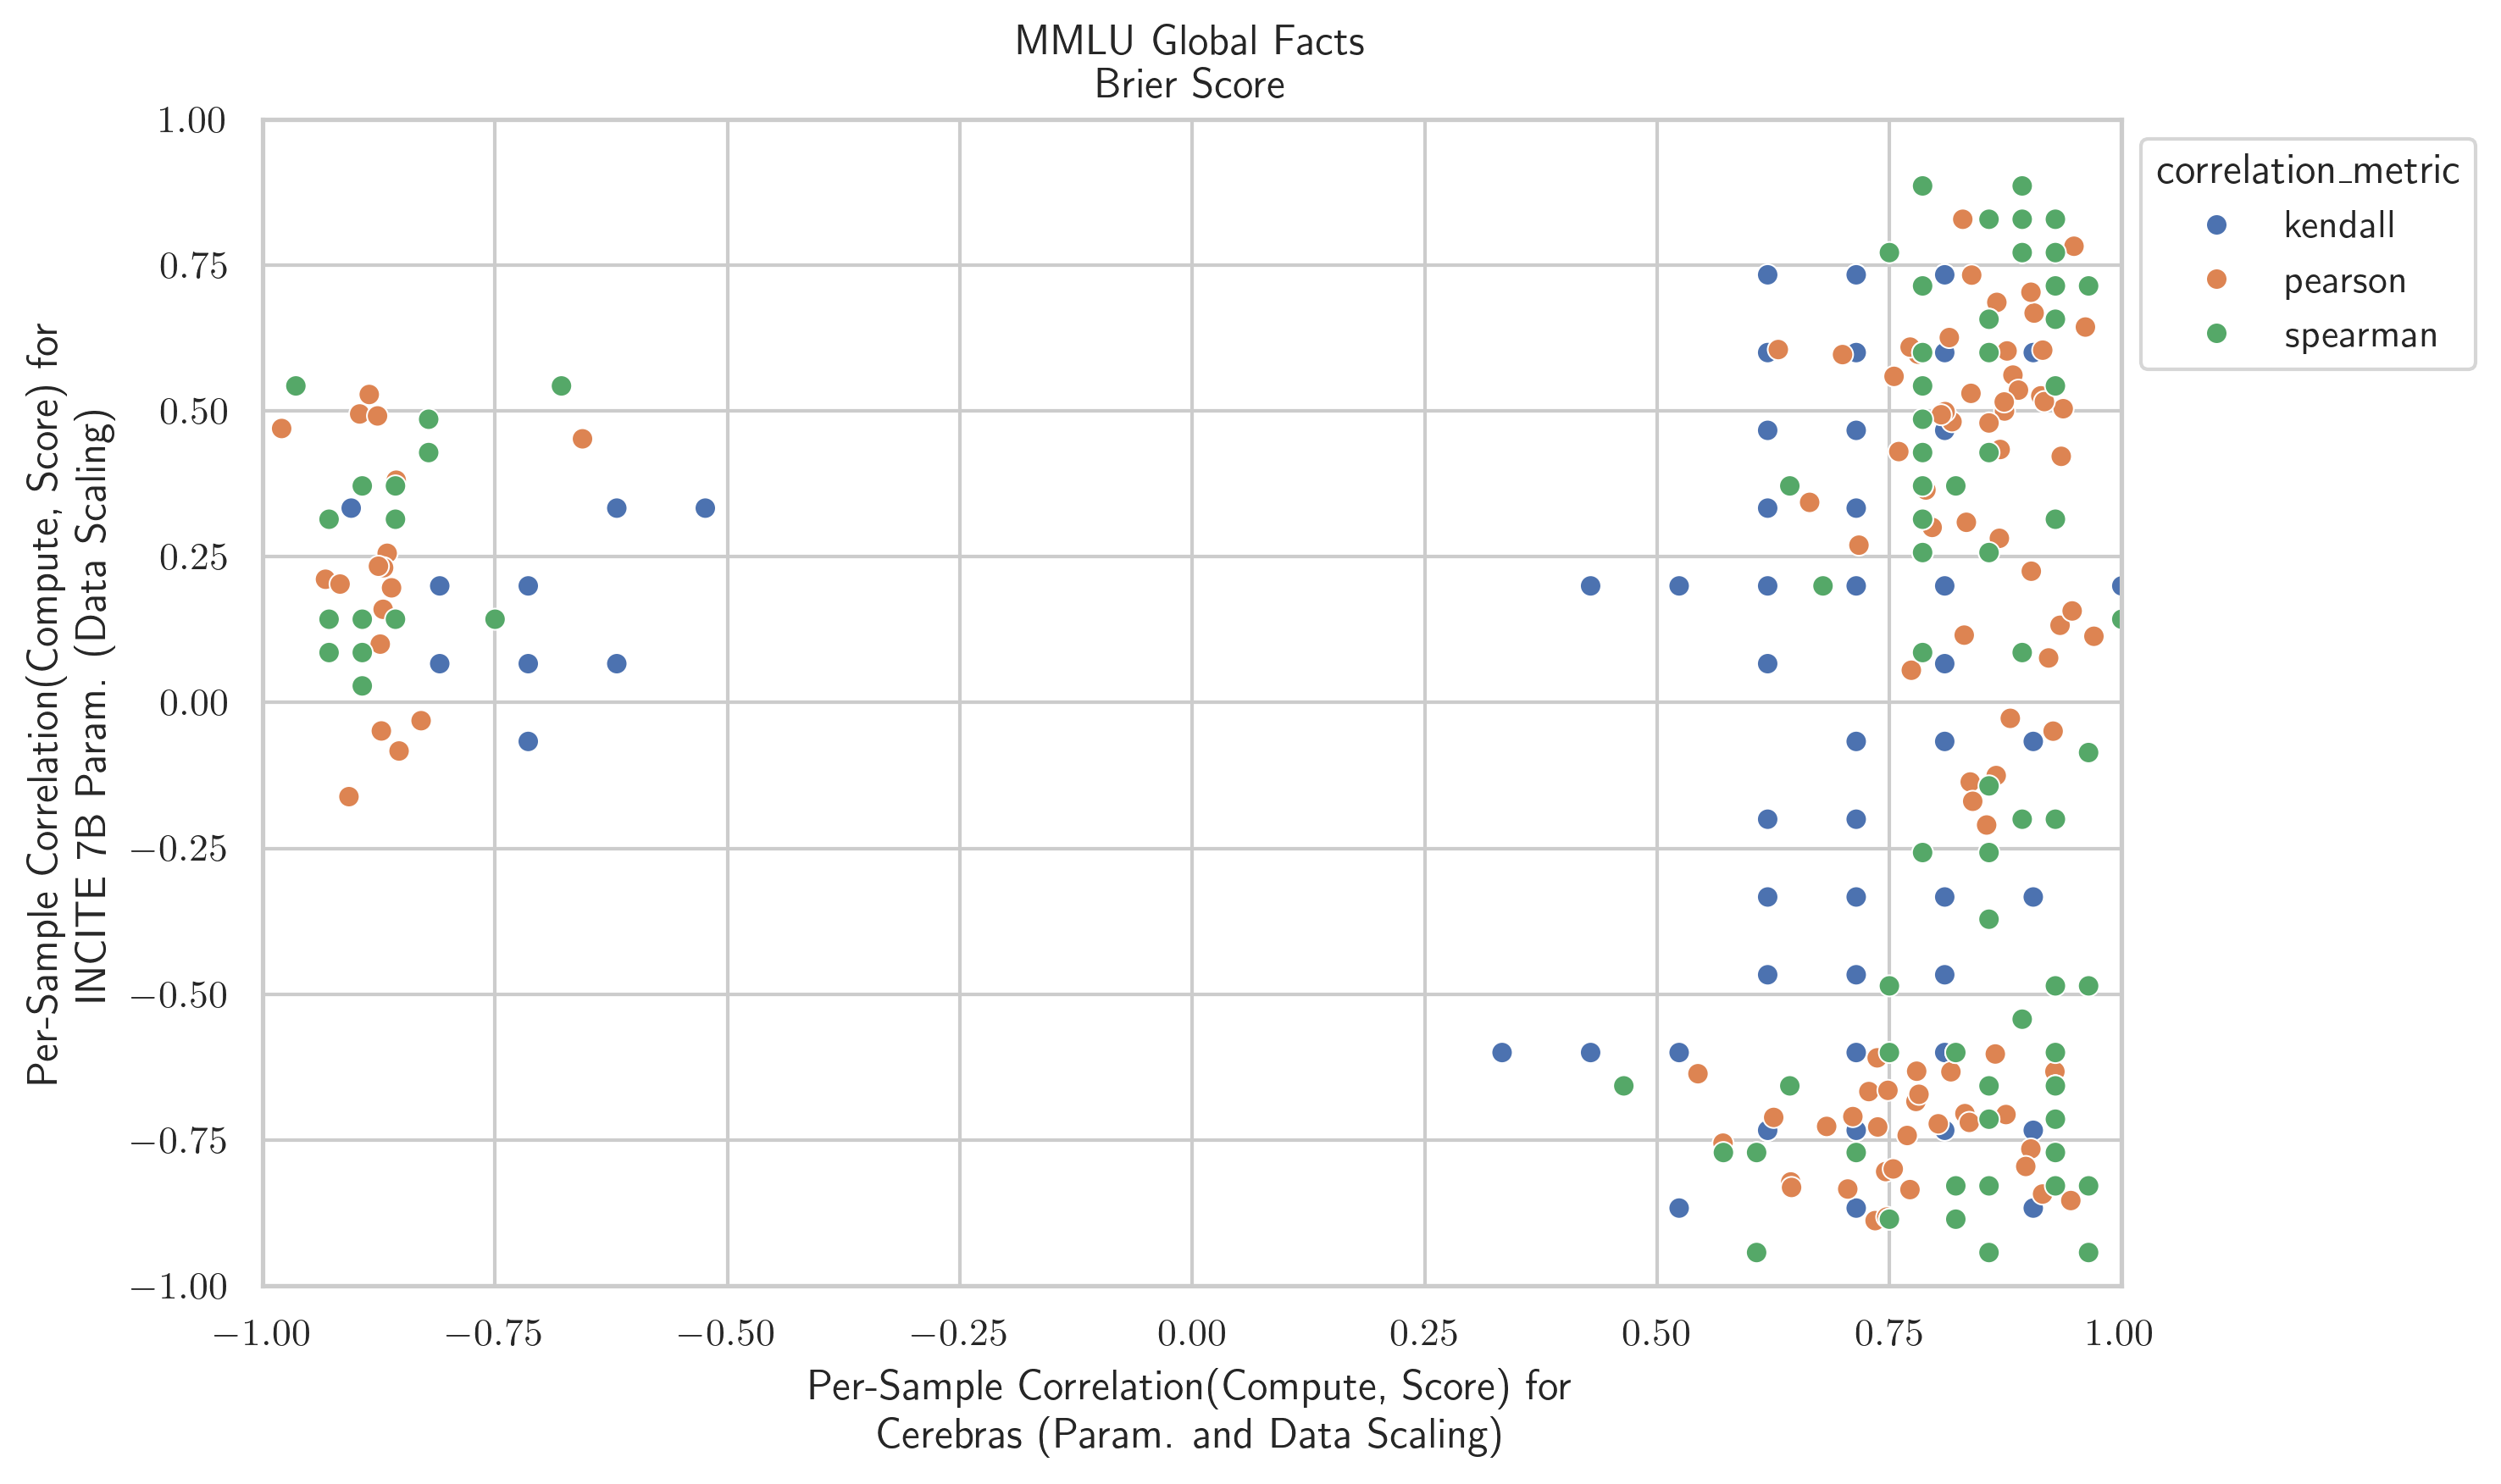 MMLU Global Facts
Brier Score
Per-Sample Correlation(Compute, Score) for
INCITE 7B Param. (Data Scaling)
1.00
0.75
0.50
0.25
0.00
−0.25
−0.50
−0.75
−1.00
−1.00 −0.75 −0.50 −0.25 0.00 0.25 0.50 0.75 1.00
Per-Sample Correlation(Compute, Score) for
Cerebras (Param. and Data Scaling)
correlation_metric
kendall
pearson
spearman